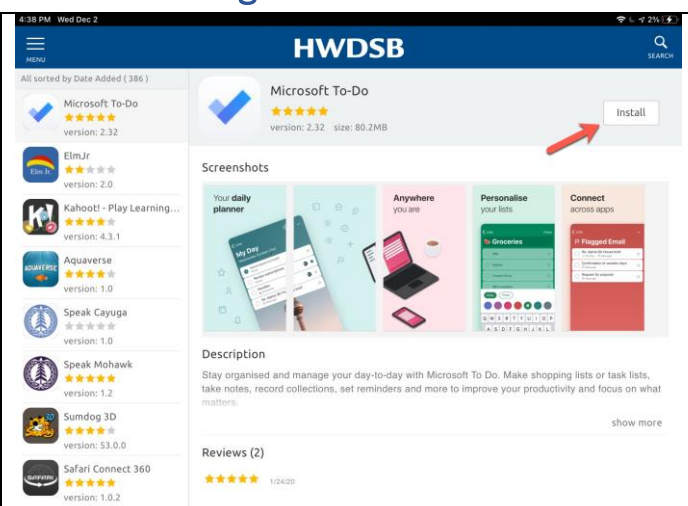 4:38 PM Wed Dec 2
2%
MENU
HWDSB
SEARCH
All sorted by Date Added ( 386 )
Microsoft To-Do
version: 2.32
ElmJr
Elm Jr.
version: 2.0
Kahoot! - Play Learning...
K!
version: 4.3.1
Aquaverse
AQUAVERSE
version: 1.0
Speak Cayuga
version: 1.0
Speak Mohawk
version: 1.2
Sumdog 3D
3D
version: 53.0.0
Safari Connect 360
SAFARI
version: 1.0.2
Microsoft To-Do
version: 2.32 size: 80.2MB
Install
Screenshots
Your daily
planner
My Day
Anywhere
you are
Personalise
your lists
Groceries
Connect
across apps
Flagged Email
Q W E R T Y U I O P
A S D F G H J K L
Description
Stay organised and manage your day-to-day with Microsoft To Do. Make shopping lists or task lists,
take notes, record collections, set reminders and more to improve your productivity and focus on what
matters.
show more
Reviews (2)
1/24/20